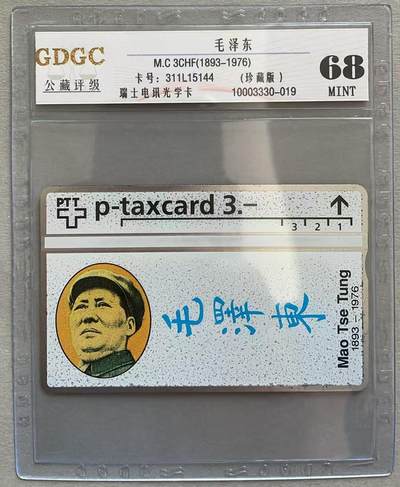 GDGC
公藏评级
毛泽东
M.C 3CHF(1893-1976)
卡号：311L15144 （珍藏版）
瑞士电讯光学卡 10003330-019
68
MINT
PTT
p-taxcard 3.–
3 2 1
毛澤東
Mao Tse Tung
1893 – 1976